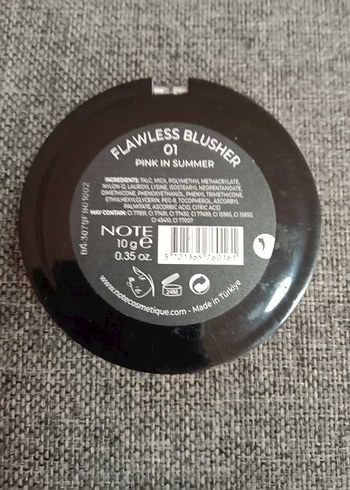 FLAWLESS BLUSHER
01
PINK IN SUMMER
INGREDIENTS: TALC, MICA, POLYMETHYL METHACRYLATE,
NYLON-12, LAUROYL LYSINE, ISOSTEARYL NEOPENTANOATE,
DIMETHICONE, PHENOXYETHANOL, PHENYL TRIMETHICONE,
ETHYLHEXYLGLYCERIN, PEG-8, TOCOPHEROL, ASCORBYL
PALMITATE, ASCORBIC ACID, CITRIC ACID
MAY CONTAIN: CI 77891, CI 77491, CI 77492, CI 77499, CI 15985, CI 15850,
CI 45410, CI 77007
NOTE
10 g e
0.35 oz.
24M
www.notecosmetique.com - Made in Türkiye